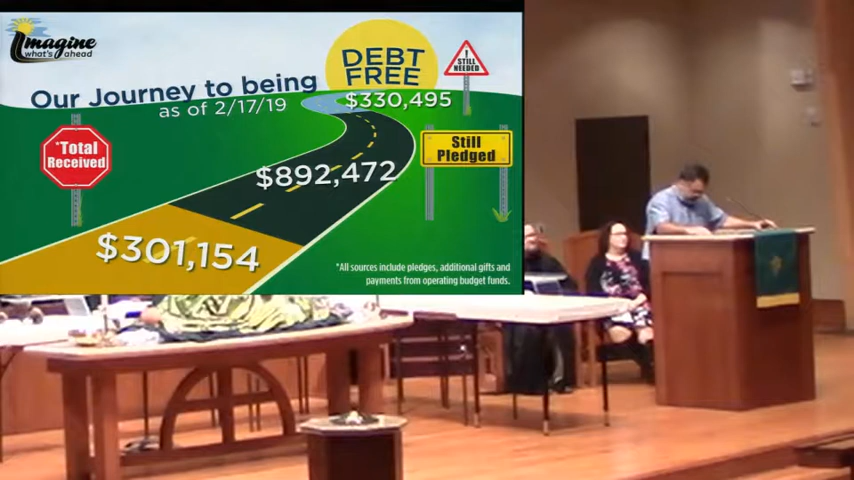 Imagine
what's ahead
DEBT
FREE
Our Journey to being
as of 2/17/19
!
STILL
NEEDED
$330,495
*Total
Received
Still
Pledged
$892,472
$301,154
*All sources include pledges, additional gifts and
payments from operating budget funds.